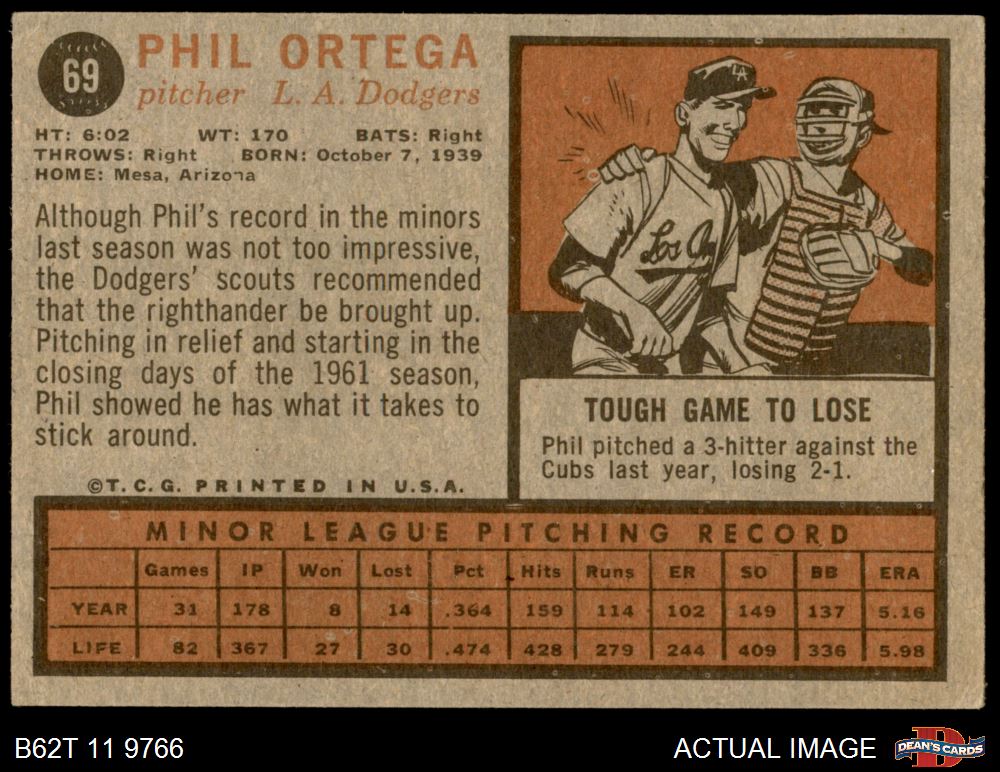 69
PHIL ORTEGA
pitcher L. A. Dodgers
HT: 6:02 WT: 170 BATS: Right
THROWS: Right BORN: October 7, 1939
HOME: Mesa, Arizona
Although Phil's record in the minors
last season was not too impressive,
the Dodgers' scouts recommended
that the righthander be brought up.
Pitching in relief and starting in the
closing days of the 1961 season,
Phil showed he has what it takes to
stick around.
©T.C.G. PRINTED IN U.S.A.
LA
Los An
TOUGH GAME TO LOSE
Phil pitched a 3-hitter against the
Cubs last year, losing 2-1.
MINOR LEAGUE PITCHING RECORD
Games IP Won Lost Pct Hits Runs ER SO BB ERA
YEAR 31 178 8 14 .364 159 114 102 149 137 5.16
LIFE 82 367 27 30 .474 428 279 244 409 336 5.98
B62T 11 9766
ACTUAL IMAGE
D
DEAN'S CARDS